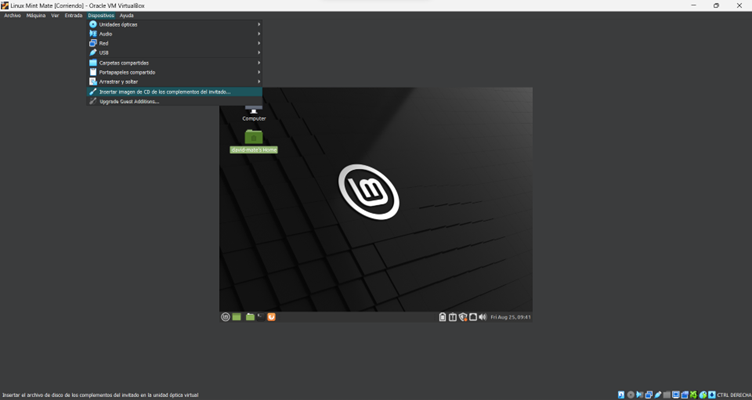 Linux Mint Mate [Corriendo] - Oracle VM VirtualBox
Archivo Máquina Ver Entrada Dispositivos Ayuda
Unidades ópticas
Audio
Red
USB
Carpetas compartidas
Portapapeles compartido
Arrastrar y soltar
Insertar imagen de CD de los complementos del invitado...
Upgrade Guest Additions...
Computer
david-mate's Home
Fri Aug 25, 09:41
Insertar el archivo de disco de los complementos del invitado en la unidad óptica virtual
CTRL DERECHA